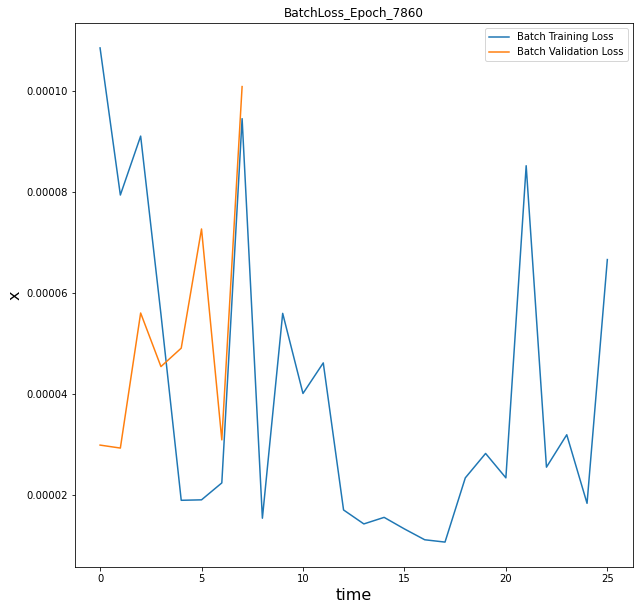 BatchLoss_Epoch_7860
Batch Training Loss
Batch Validation Loss
0.00010
0.00008
0.00006
0.00004
0.00002
x
0 5 10 15 20 25
time